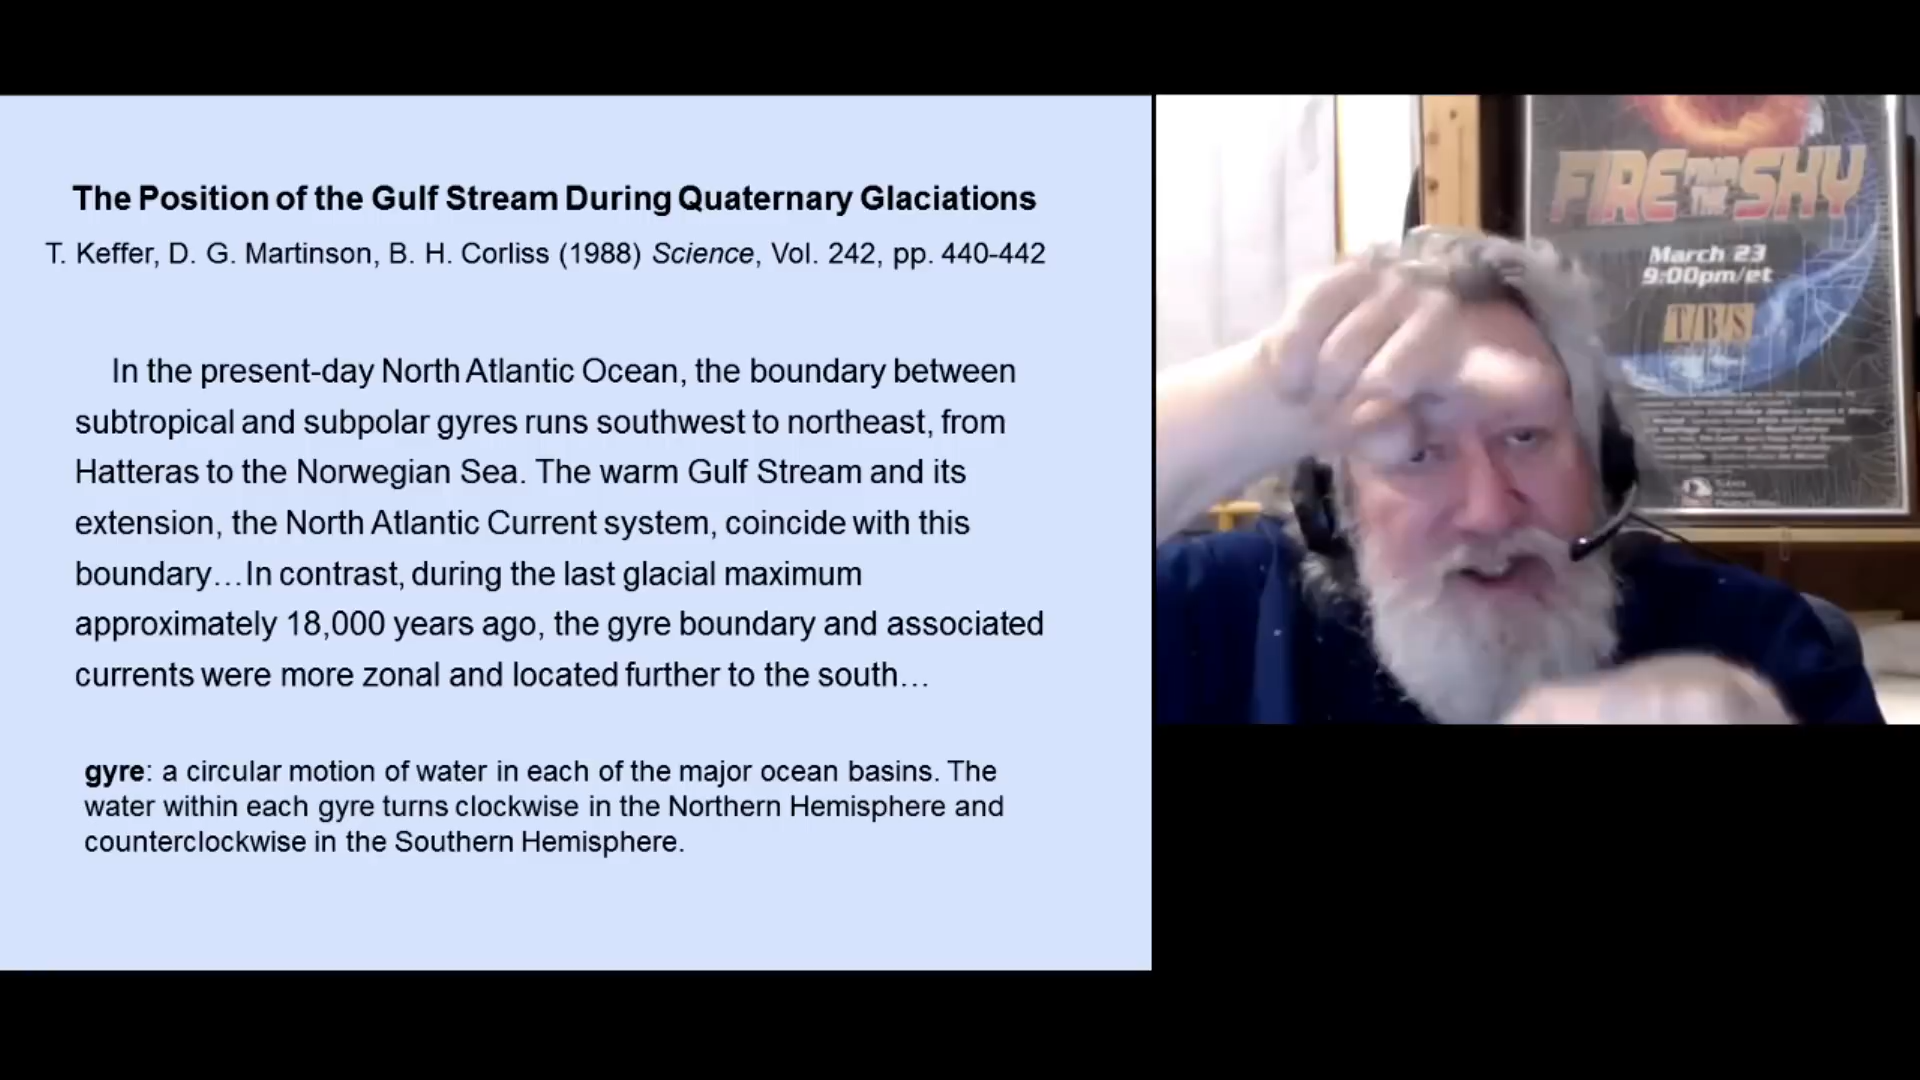 The Position of the Gulf Stream During Quaternary Glaciations
T. Keffer, D. G. Martinson, B. H. Corliss (1988) Science, Vol. 242, pp. 440-442
In the present-day North Atlantic Ocean, the boundary between
subtropical and subpolar gyres runs southwest to northeast, from
Hatteras to the Norwegian Sea. The warm Gulf Stream and its
extension, the North Atlantic Current system, coincide with this
boundary…In contrast, during the last glacial maximum
approximately 18,000 years ago, the gyre boundary and associated
currents were more zonal and located further to the south…
gyre: a circular motion of water in each of the major ocean basins. The
water within each gyre turns clockwise in the Northern Hemisphere and
counterclockwise in the Southern Hemisphere.
FIRE FROM THE SKY
March 23
9:00pm/et
TBS